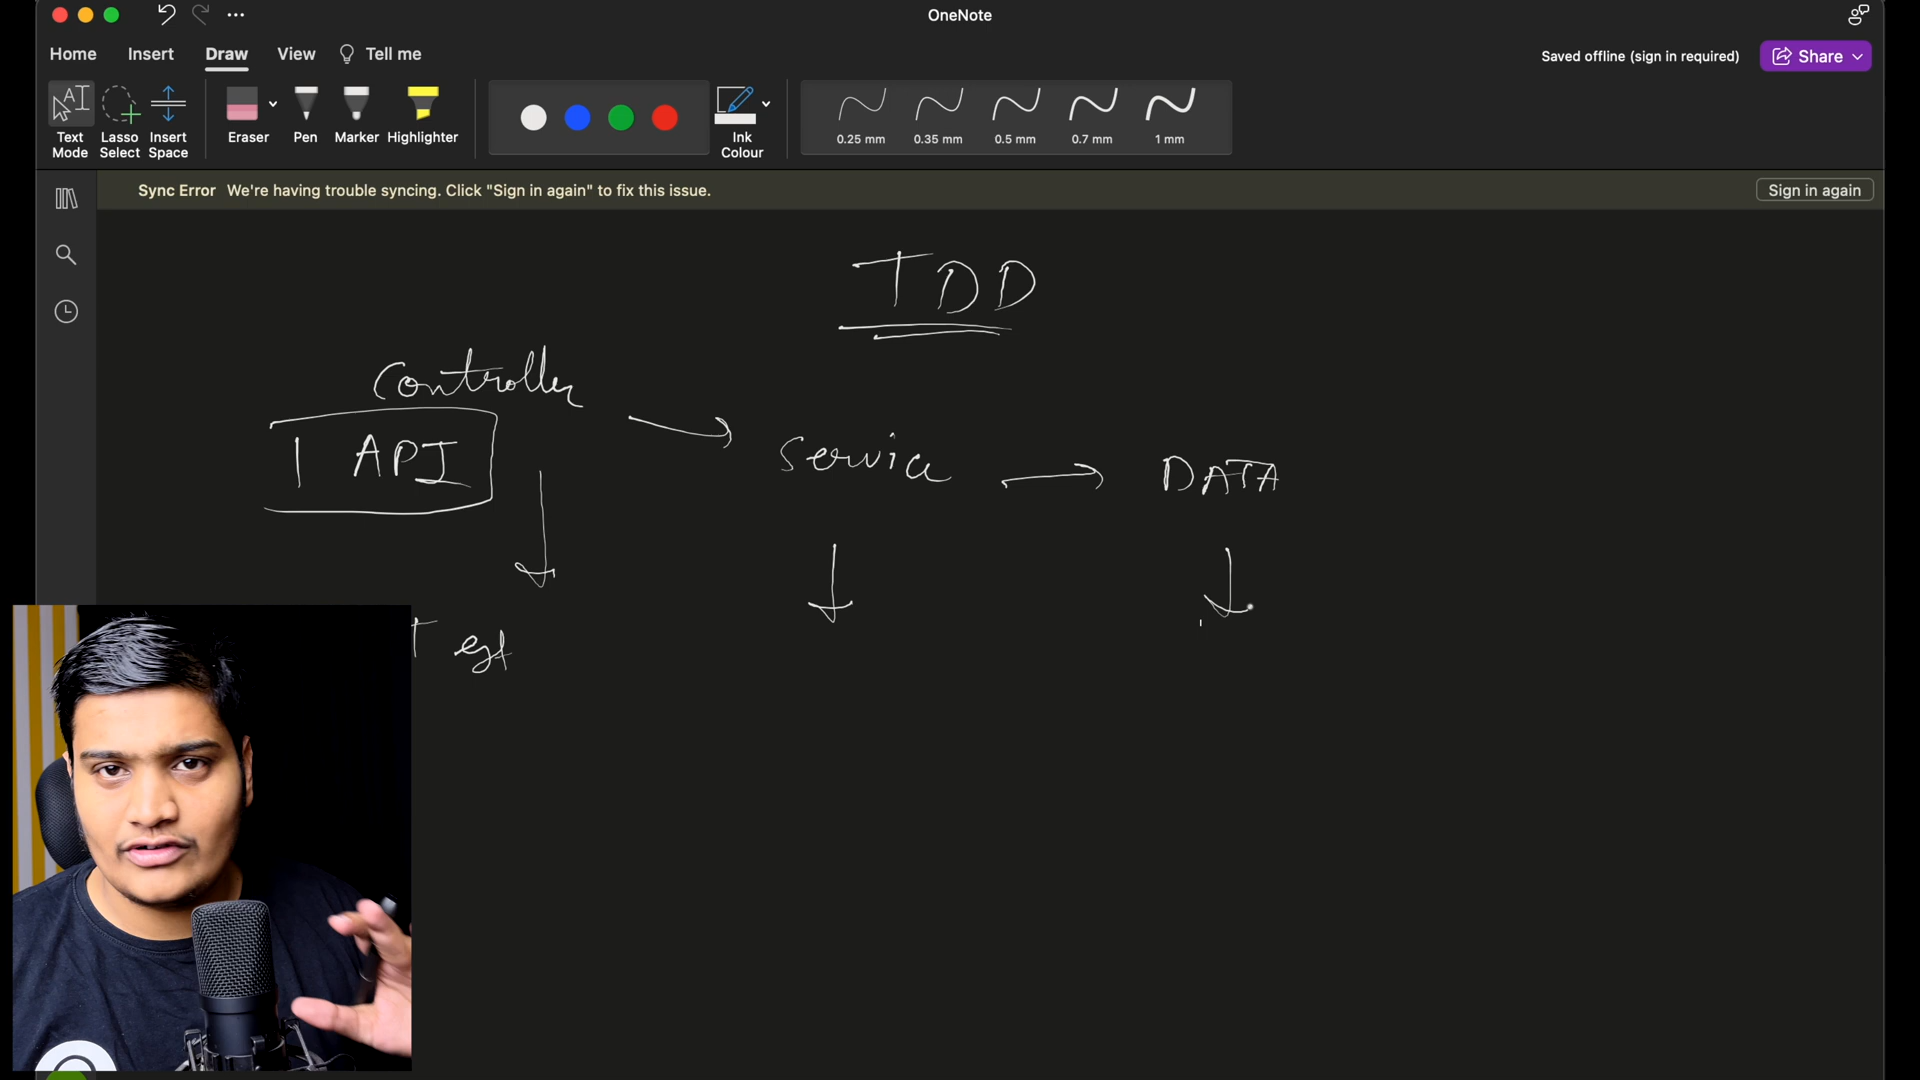 OneNote
Home Insert Draw View Tell me
Saved offline (sign in required) Share
Text Mode
Lasso Select
Insert Space
Eraser
Pen
Marker
Highlighter
Ink Colour
0.25 mm 0.35 mm 0.5 mm 0.7 mm 1 mm
Sync Error We're having trouble syncing. Click "Sign in again" to fix this issue. Sign in again
TDD
Controller
1 API
Service
DATA
Test